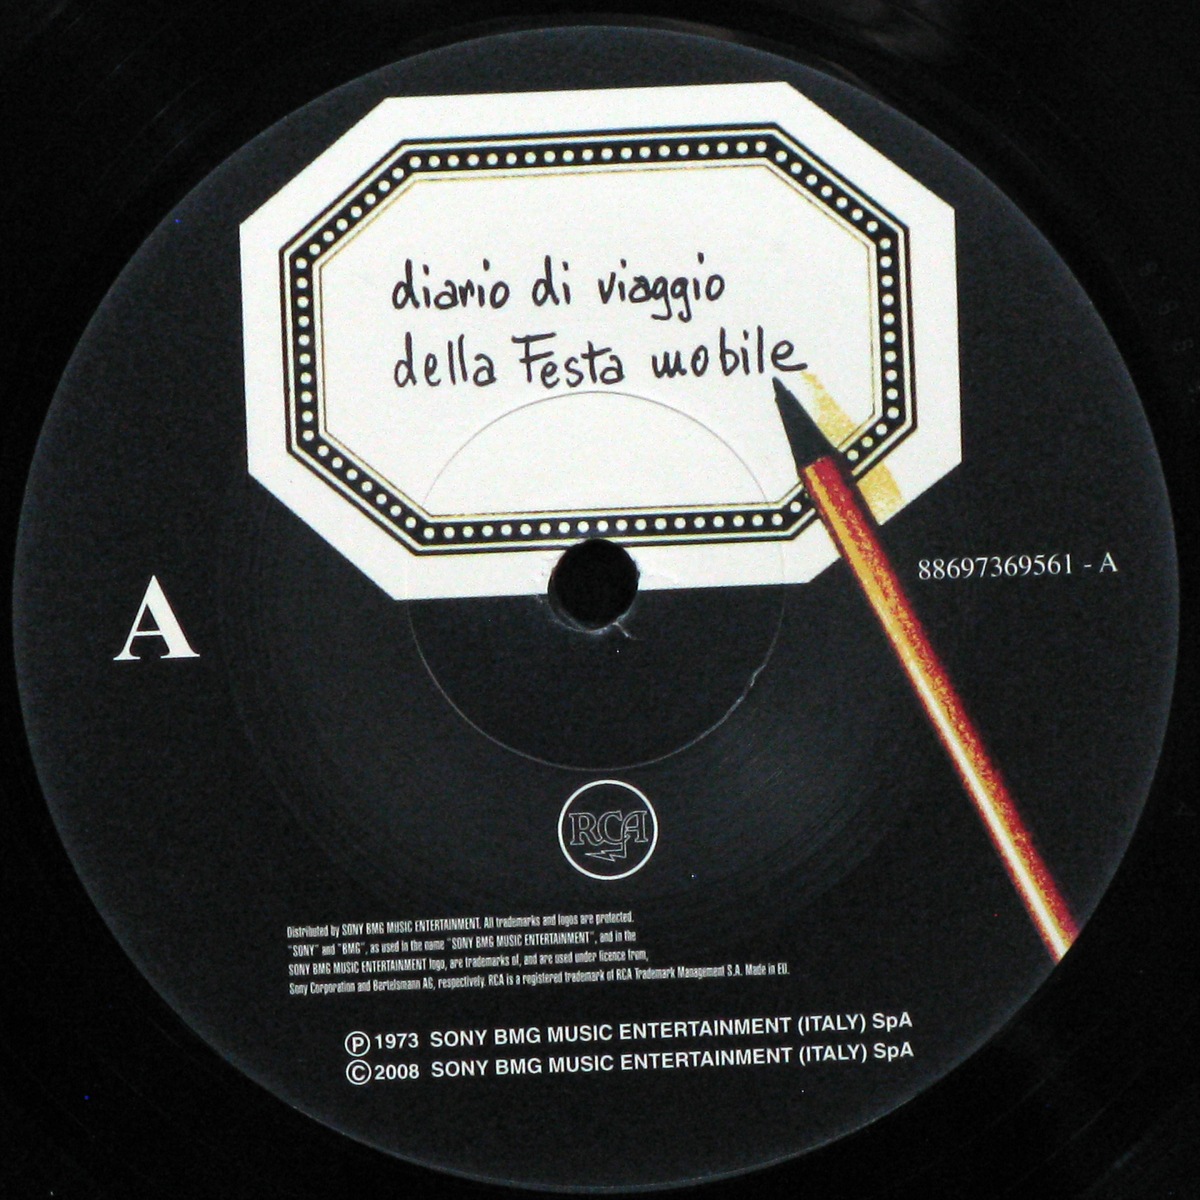 diario di viaggio
della Festa mobile
88697369561 - A
A
RCA
Distributed by SONY BMG MUSIC ENTERTAINMENT. All trademarks and logos are protected.
"SONY" and "BMG", as used in the name "SONY BMG MUSIC ENTERTAINMENT", and in the
SONY BMG MUSIC ENTERTAINMENT logo, are trademarks of, and are used under licence from,
Sony Corporation and Bertelsmann AG, respectively. RCA is a registered trademark of RCA Trademark Management S.A. Made in EU.
Ⓟ 1973 SONY BMG MUSIC ENTERTAINMENT (ITALY) SpA
© 2008 SONY BMG MUSIC ENTERTAINMENT (ITALY) SpA